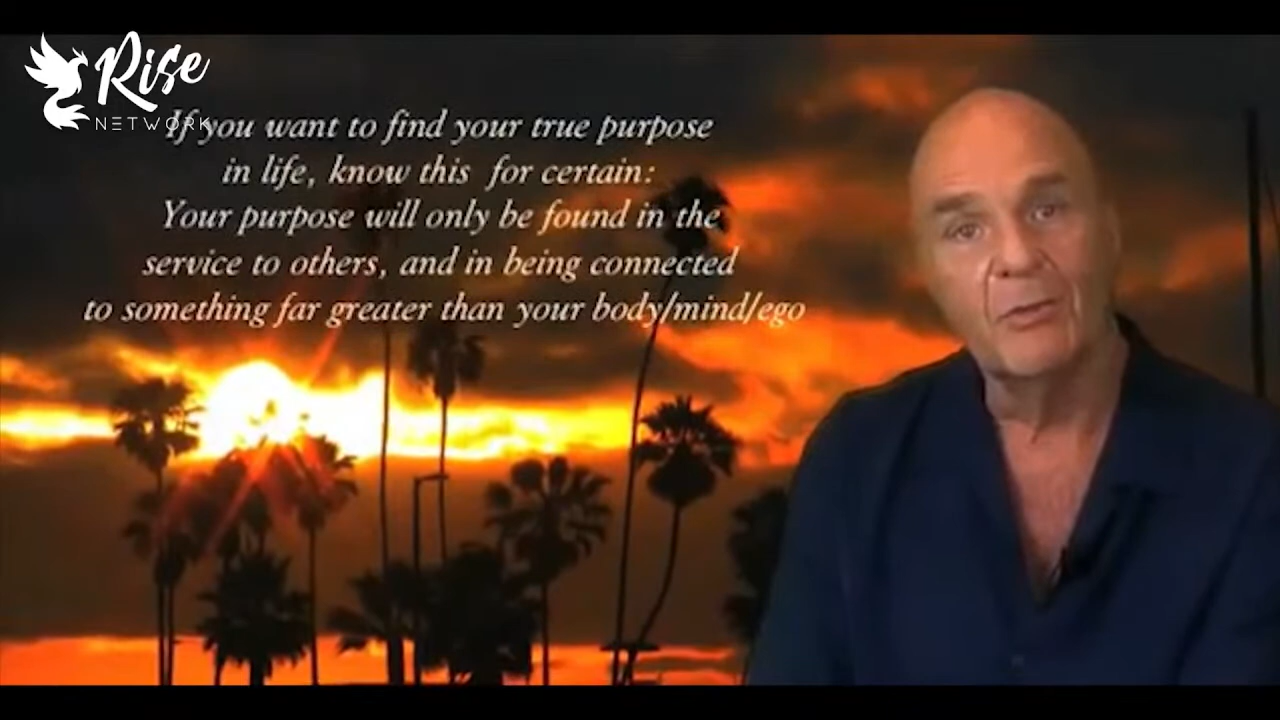 Rise
NETWORK
If you want to find your true purpose
in life, know this for certain:
Your purpose will only be found in the
service to others, and in being connected
to something far greater than your body/mind/ego